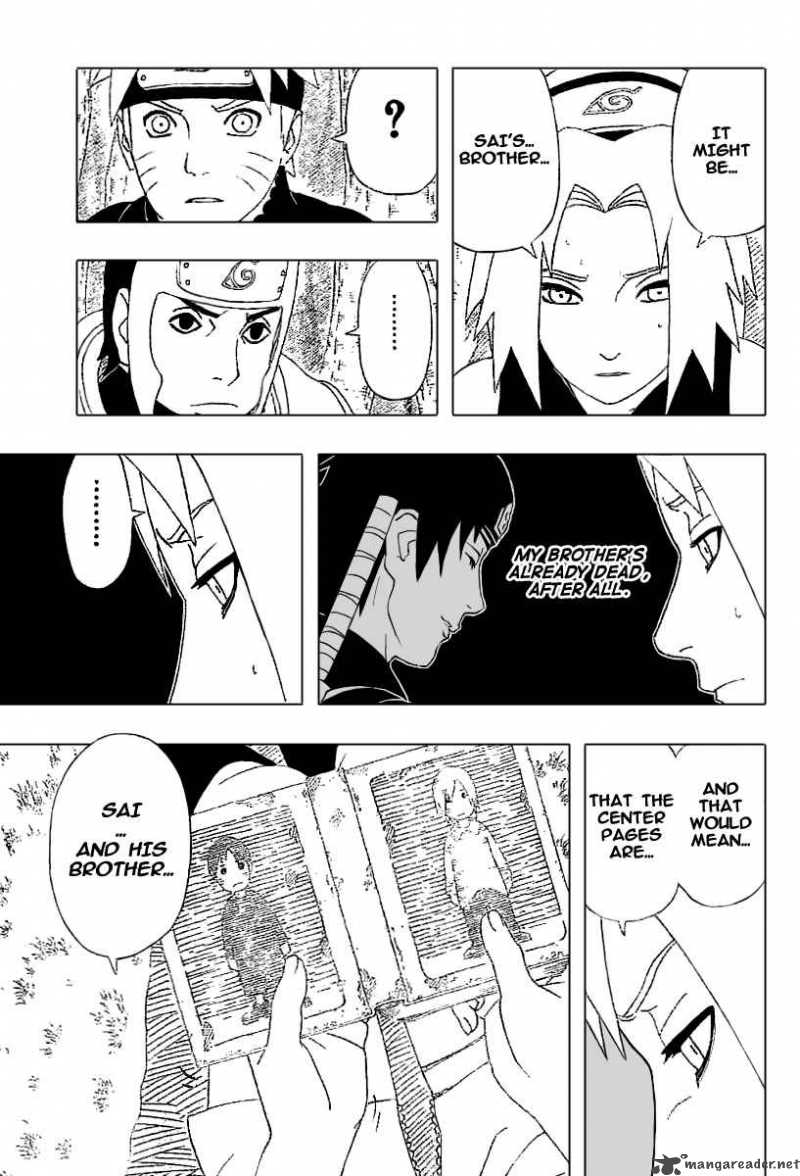 IT
MIGHT
BE...
SAI'S...
BROTHER...
?
.........
MY BROTHER'S
ALREADY DEAD,
AFTER ALL.
.........
AND
THAT
WOULD
MEAN...
THAT THE
CENTER
PAGES
ARE...
SAI
...
AND HIS
BROTHER...
mangareader.net